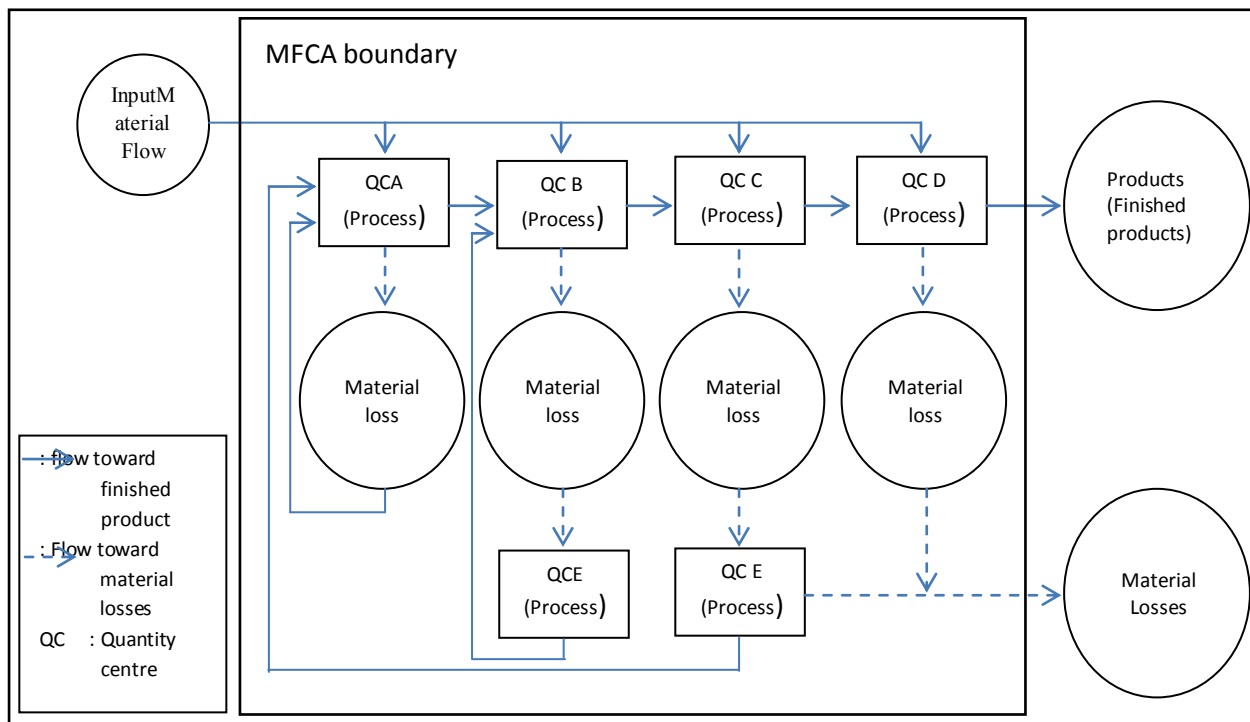 MFCA boundary
InputM
aterial
Flow
QCA
(Process)
QC B
(Process)
QC C
(Process)
QC D
(Process)
Products
(Finished
products)
Material
loss
Material
loss
Material
loss
Material
loss
: flow toward
finished
product
: Flow toward
material
losses
QC : Quantity
centre
QCE
(Process)
QC E
(Process)
Material
Losses